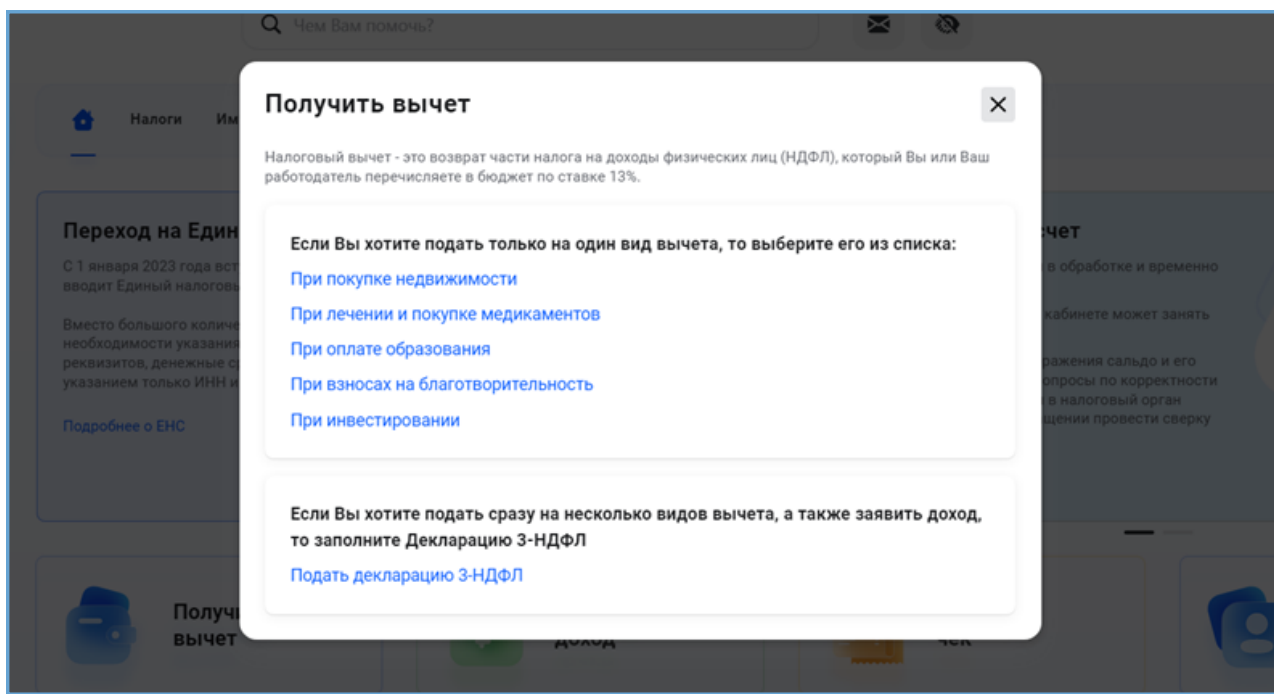 Чем Вам помочь?
Налоги
Им
Получить вычет
Налоговый вычет - это возврат части налога на доходы физических лиц (НДФЛ), который Вы или Ваш
работодатель перечисляете в бюджет по ставке 13%.
Если Вы хотите подать только на один вид вычета, то выберите его из списка:
При покупке недвижимости
При лечении и покупке медикаментов
При оплате образования
При взносах на благотворительность
При инвестировании
Если Вы хотите подать сразу на несколько видов вычета, а также заявить доход,
то заполните Декларацию 3-НДФЛ
Подать декларацию 3-НДФЛ
Переход на Един
С 1 января 2023 года вст
вводит Единый налоговь
Вместо большого количе
необходимости указания
реквизитов, денежные ср
указанием только ИНН и
Подробнее о ЕНС
чет
в обработке и временно
кабинете может занять
ражения сальдо и его
опросы по корректности
в налоговый орган
щении провести сверку
Получи
вычет
доход
чек